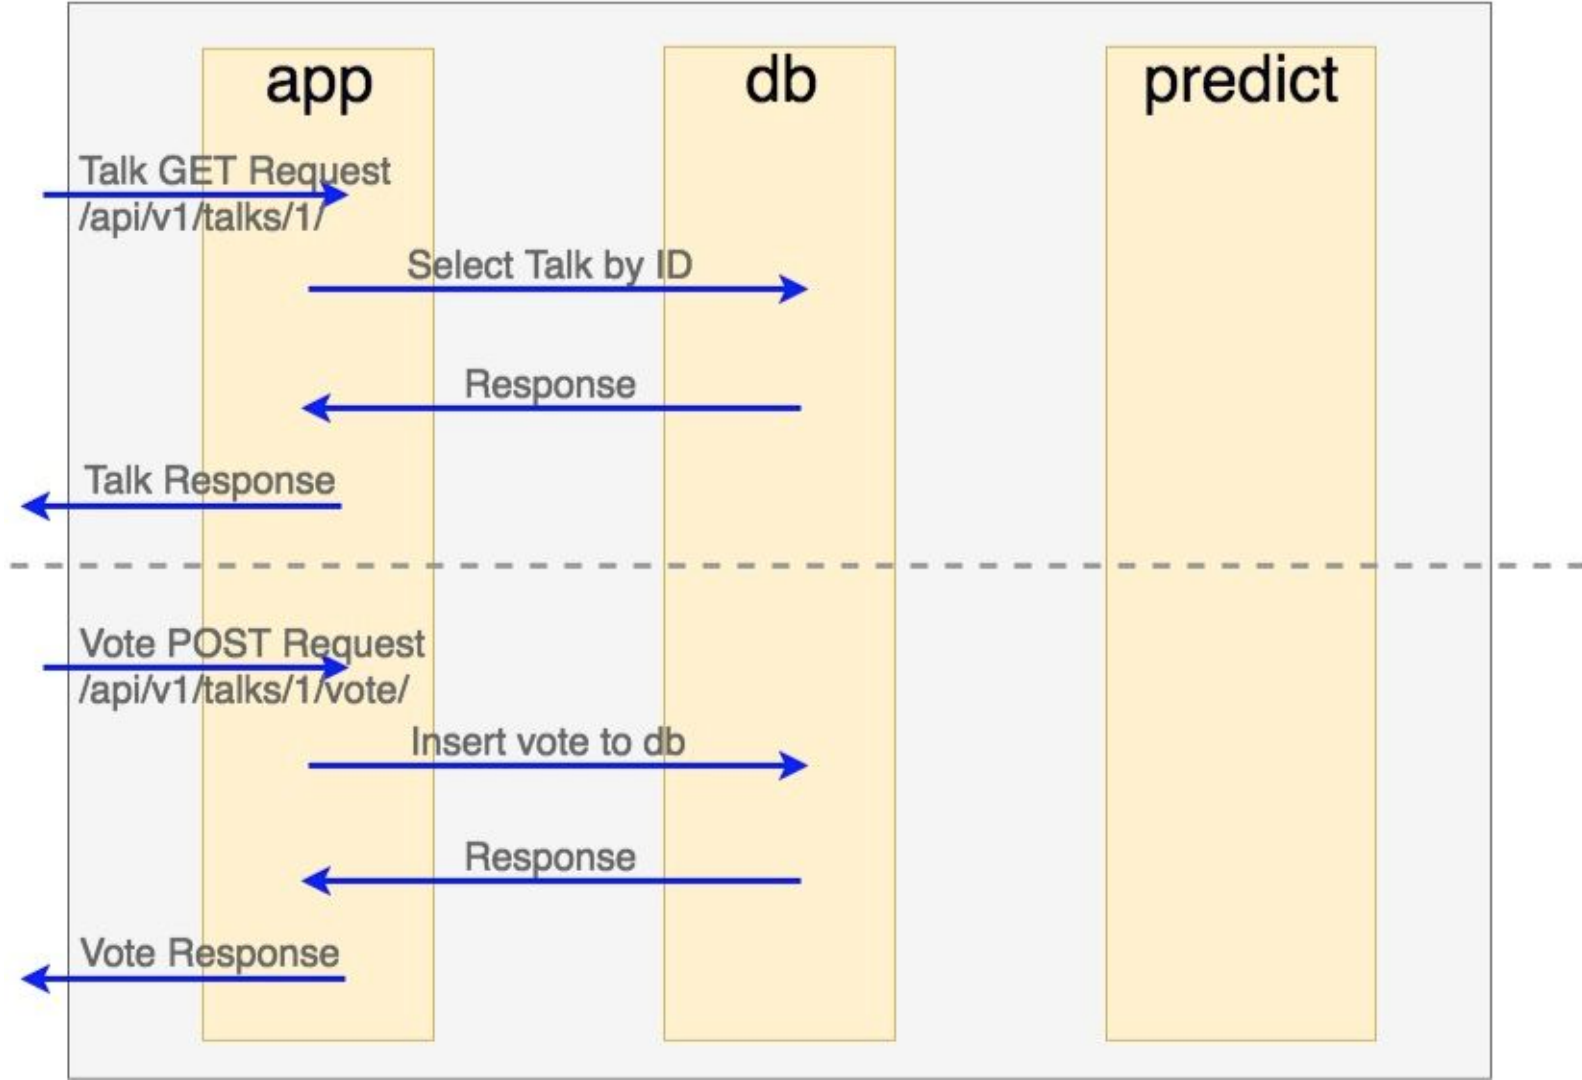 app
db
predict
Talk GET Request
/api/v1/talks/1/
Select Talk by ID
Response
Talk Response
Vote POST Request
/api/v1/talks/1/vote/
Insert vote to db
Response
Vote Response